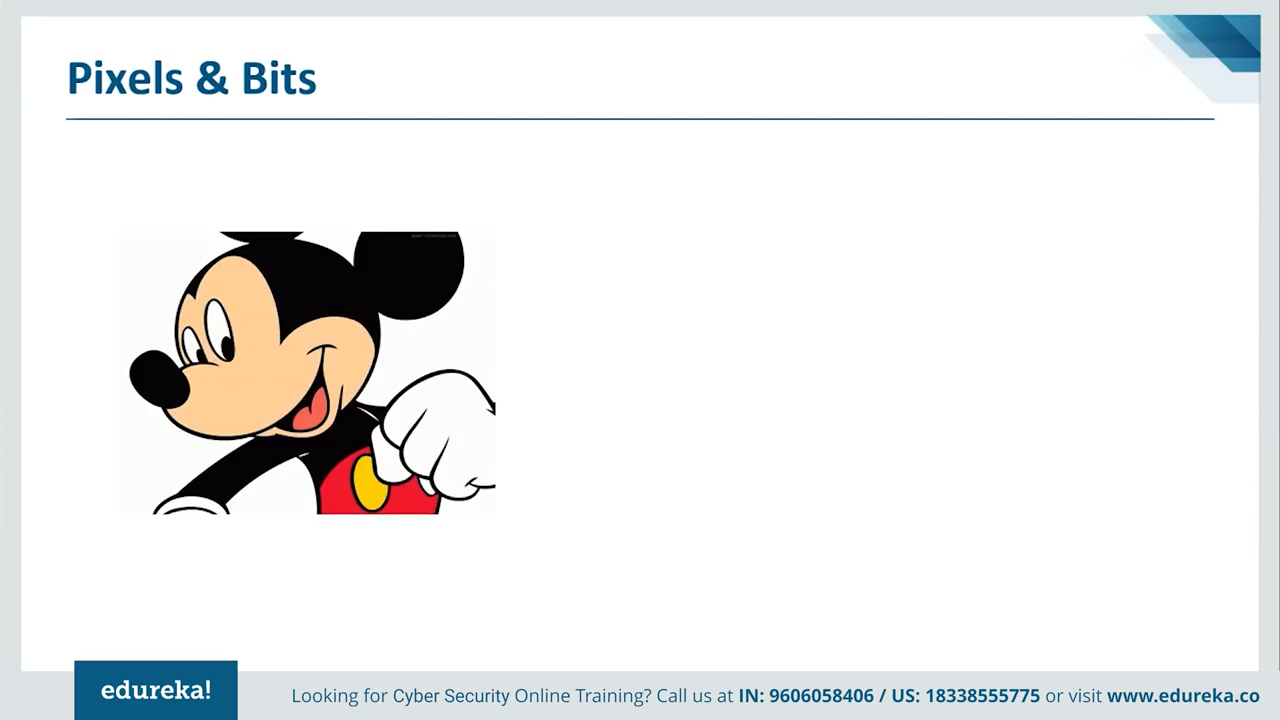 Pixels & Bits
edureka!
Looking for Cyber Security Online Training? Call us at IN: 9606058406 / US: 18338555775 or visit www.edureka.co